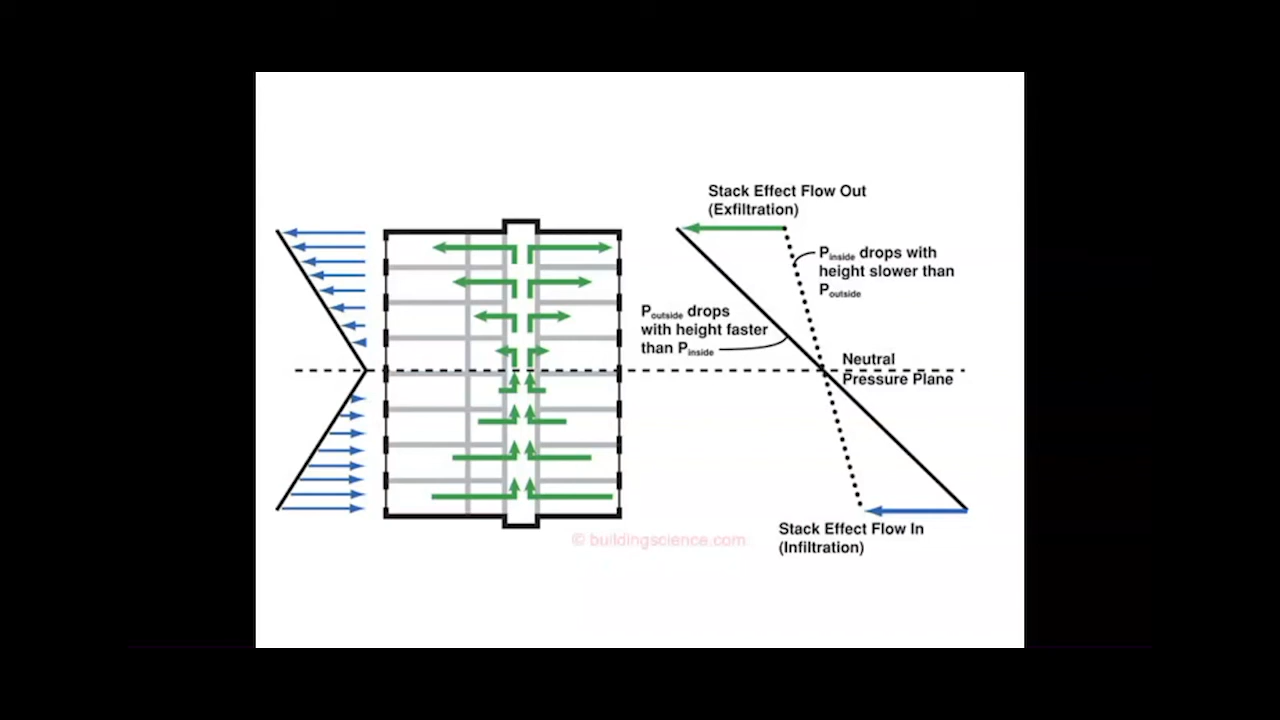 Stack Effect Flow Out
(Exfiltration)
Pinside drops with
height slower than
Poutside
Poutside drops
with height faster
than Pinside
Neutral
Pressure Plane
Stack Effect Flow In
(Infiltration)
© buildingscience.com